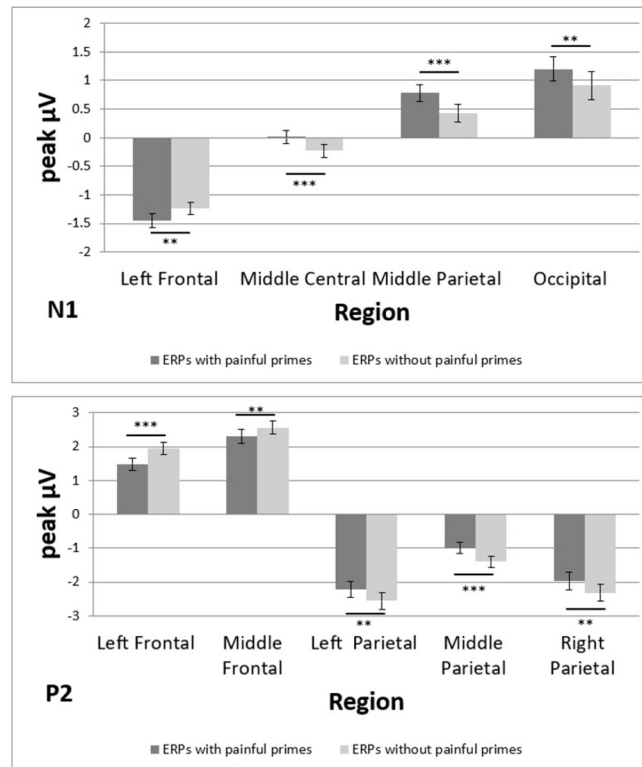 2
1.5
1
0.5
0
-0.5
-1
-1.5
2
peak µV
**
***
***
**
Left Frontal Middle Central Middle Parietal Occipital
N1
Region
ERPs with painful primes ERPs without painful primes
3
2
1
0
-1
-2
-3
peak µV
***
**
**
***
**
Left Frontal Middle Frontal Left Parietal Middle Parietal Right Parietal
P2
Region
ERPs with painful primes ERPs without painful primes